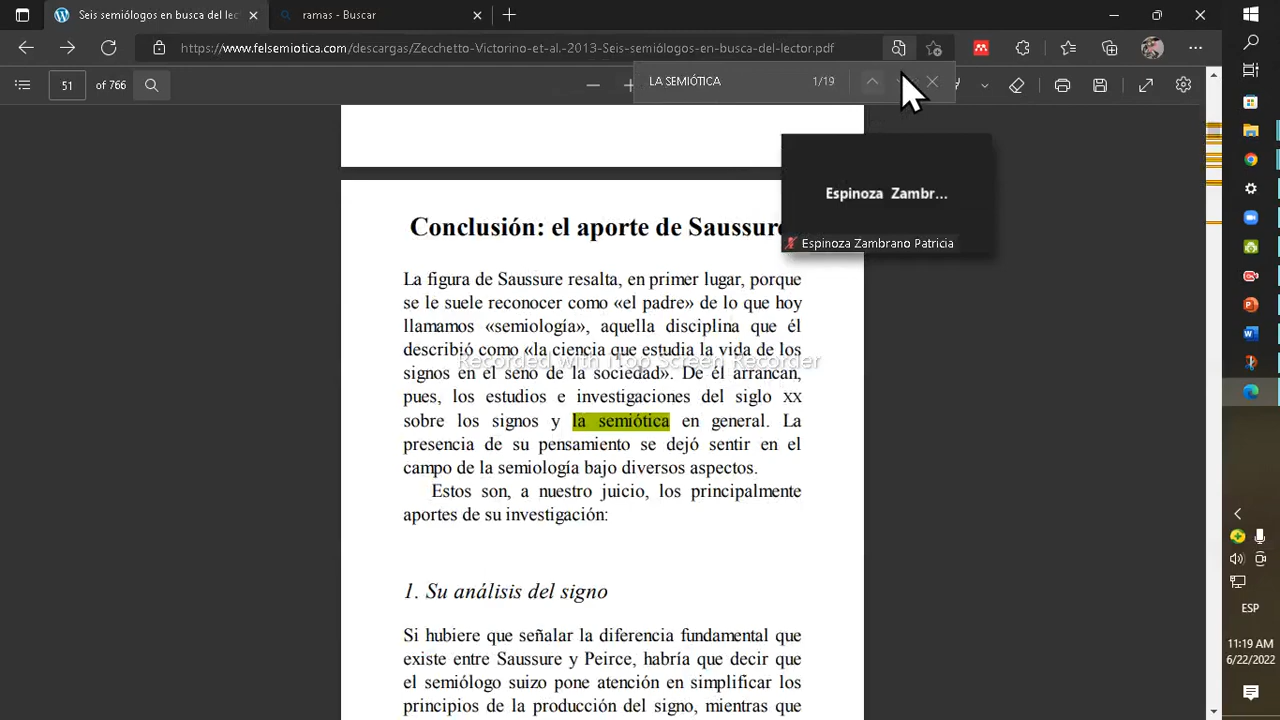 Seis semiólogos en busca del lec
ramas - Buscar
https://www.felsemiotica.com/descargas/Zecchetto-Victorino-et-al.-2013-Seis-semiólogos-en-busca-del-lector.pdf
51 of 766
LA SEMIÓTICA 1/19
Espinoza Zambr...
Espinoza Zambrano Patricia
Conclusión: el aporte de Saussure
La figura de Saussure resalta, en primer lugar, porque
se le suele reconocer como «el padre» de lo que hoy
llamamos «semiología», aquella disciplina que él
describió como «la ciencia que estudia la vida de los
signos en el seno de la sociedad». De él arrancan,
pues, los estudios e investigaciones del siglo XX
sobre los signos y la semiótica en general. La
presencia de su pensamiento se dejó sentir en el
campo de la semiología bajo diversos aspectos.
Estos son, a nuestro juicio, los principalmente
aportes de su investigación:
1. Su análisis del signo
Si hubiere que señalar la diferencia fundamental que
existe entre Saussure y Peirce, habría que decir que
el semiólogo suizo pone atención en simplificar los
principios de la producción del signo, mientras que
Recorded with iTop Screen Recorder
ESP
11:19 AM
6/22/2022